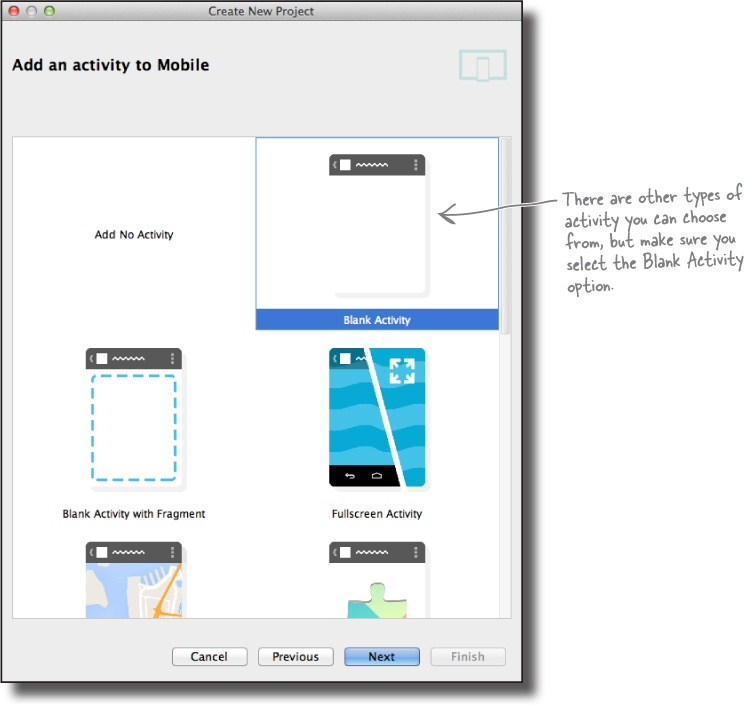 Create New Project
Add an activity to Mobile
Add No Activity
Blank Activity
There are other types of
activity you can choose
from, but make sure you
select the Blank Activity
option.
Blank Activity with Fragment
Fullscreen Activity
Cancel
Previous
Next
Finish